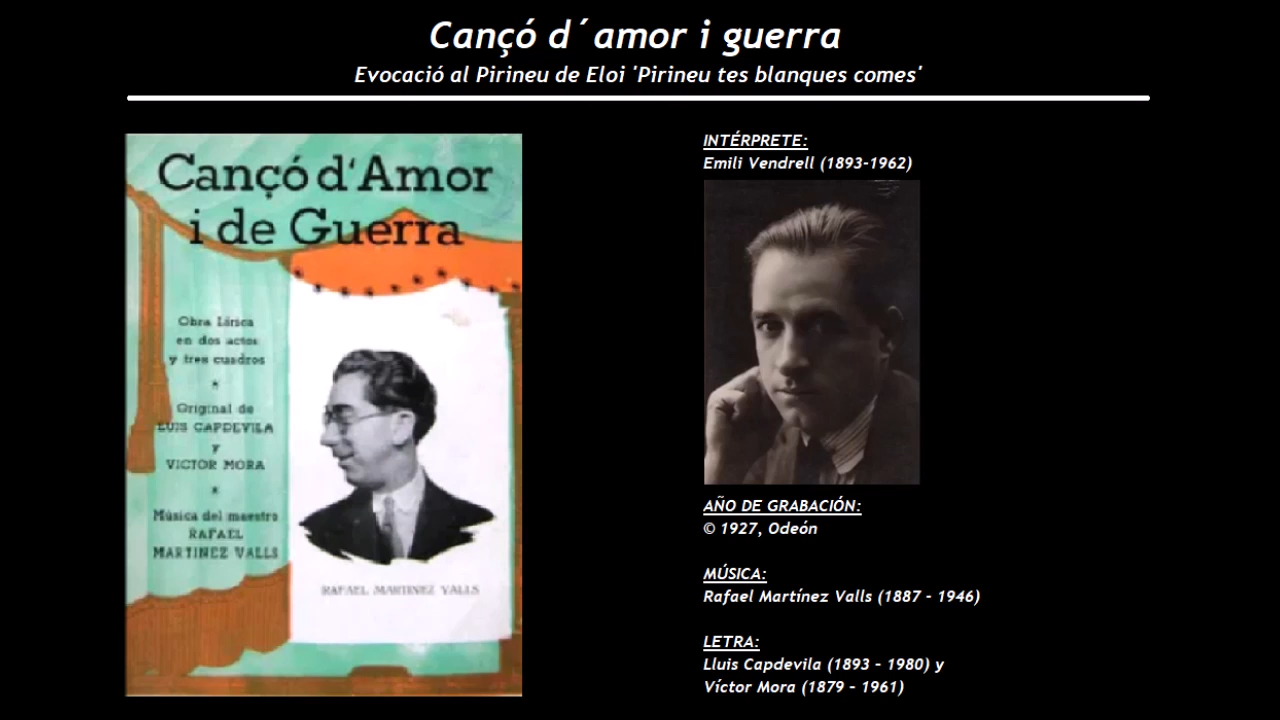 Cançó d´amor i guerra
Evocació al Pirineu de Eloi 'Pirineu tes blanques comes'
Cançó d'Amor
i de Guerra
Obra Lírica
en dos actos
y tres cuadros
*
Original de
LUIS CAPDEVILA
y
VICTOR MORA
*
Música del maestro
RAFAEL
MARTINEZ VALLS
RAFAEL MARTINEZ VALLS
INTÉRPRETE:
Emili Vendrell (1893-1962)
AÑO DE GRABACIÓN:
© 1927, Odeón
MÚSICA:
Rafael Martínez Valls (1887 - 1946)
LETRA:
Lluis Capdevila (1893 - 1980) y
Víctor Mora (1879 - 1961)